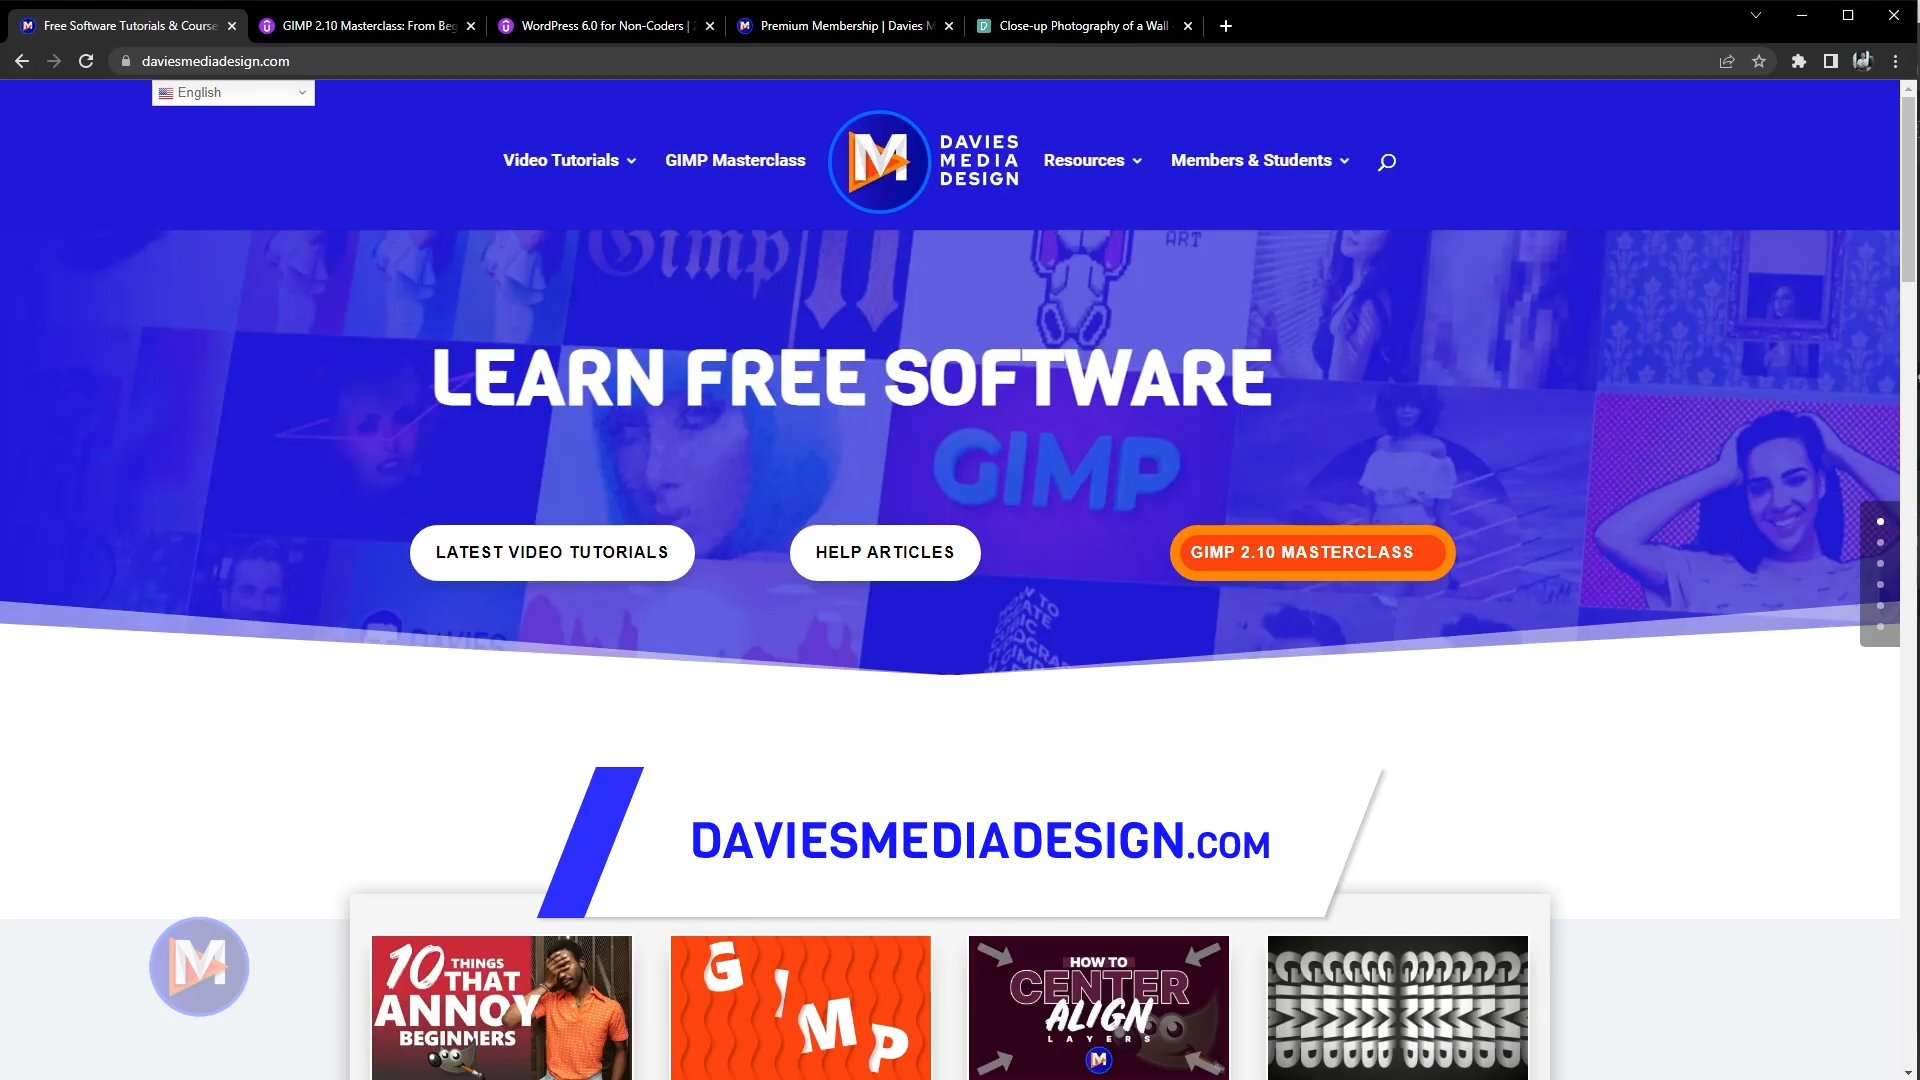 Free Software Tutorials & Course
GIMP 2.10 Masterclass: From Beg
WordPress 6.0 for Non-Coders |
Premium Membership | Davies M
Close-up Photography of a Wall
daviesmediadesign.com
English
Video Tutorials
GIMP Masterclass
M
DAVIES
MEDIA
DESIGN
Resources
Members & Students
Gimp
ART
LEARN FREE SOFTWARE
GIMP
LATEST VIDEO TUTORIALS
HELP ARTICLES
GIMP 2.10 MASTERCLASS
DAVIES
DAVIESMEDIADESIGN.COM
M
10 THINGS
THAT
ANNOY
BEGINNERS
GIMP
HOW TO
CENTER
ALIGN
LAYERS
M